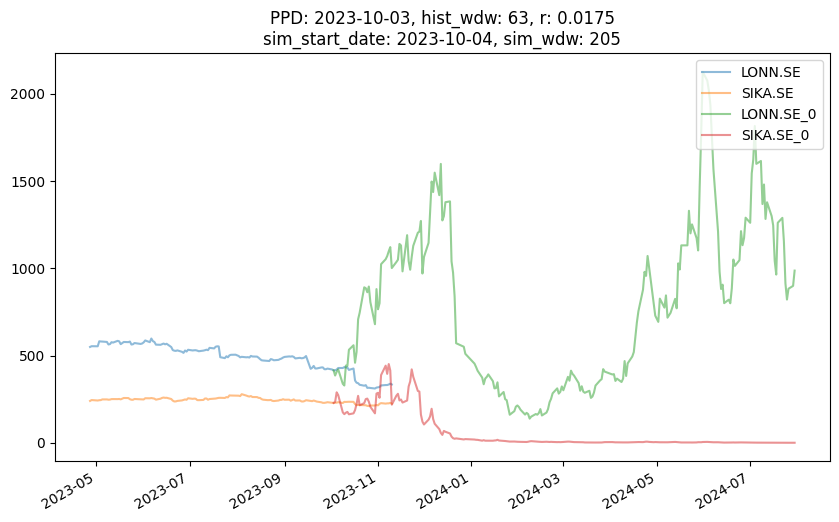 PPD: 2023-10-03, hist_wdw: 63, r: 0.0175
sim_start_date: 2023-10-04, sim_wdw: 205
LONN.SE
SIKA.SE
LONN.SE_0
SIKA.SE_0
2000
1500
1000
500
0
2023-05
2023-07
2023-09
2023-11
2024-01
2024-03
2024-05
2024-07